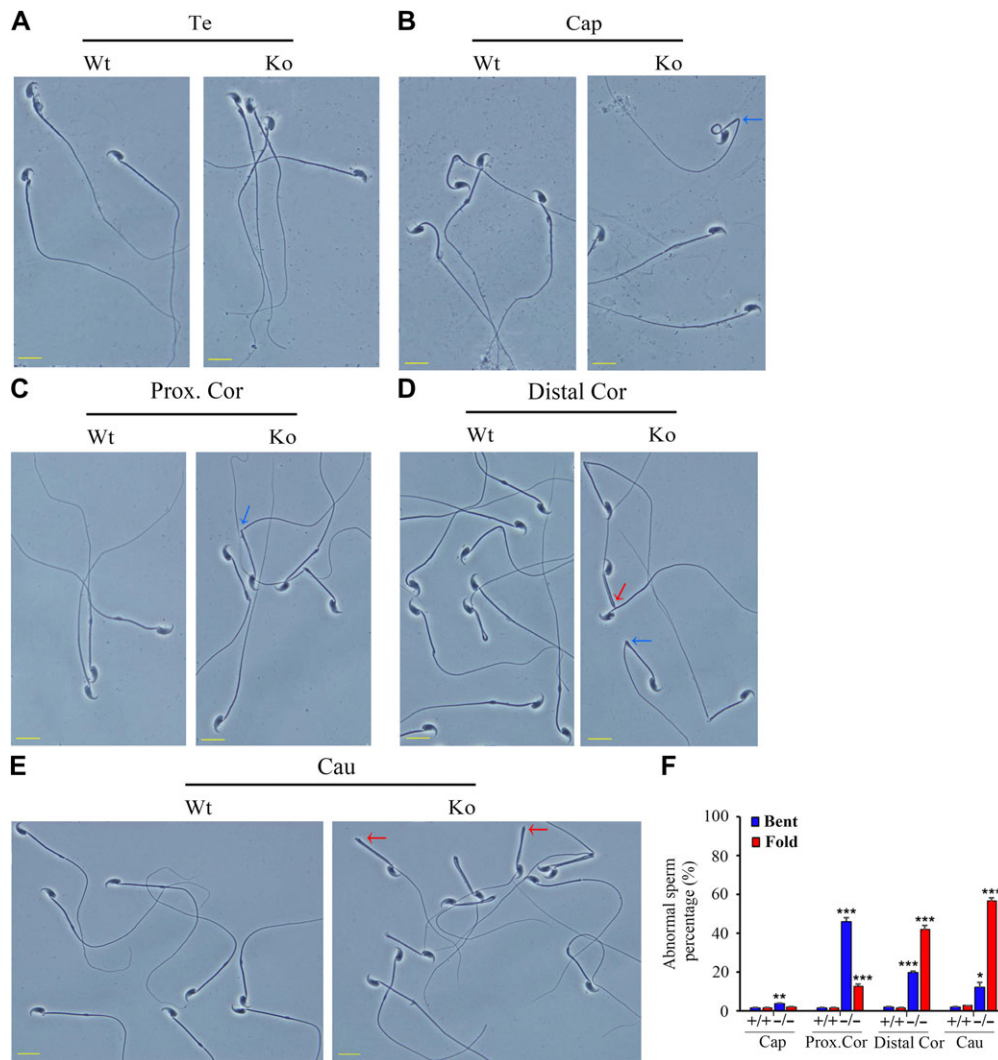 A
Te
Wt
Ko
B
Cap
Wt
Ko
C
Prox. Cor
Wt
Ko
D
Distal Cor
Wt
Ko
E
Cau
Wt
Ko
F
Bent
Fold
Abnormal sperm
percentage (%)
100
80
60
40
20
0
** *** *** *** *** * ***
+/+ -/- +/+ -/- +/+ -/- +/+ -/-
Cap Prox.Cor Distal Cor Cau